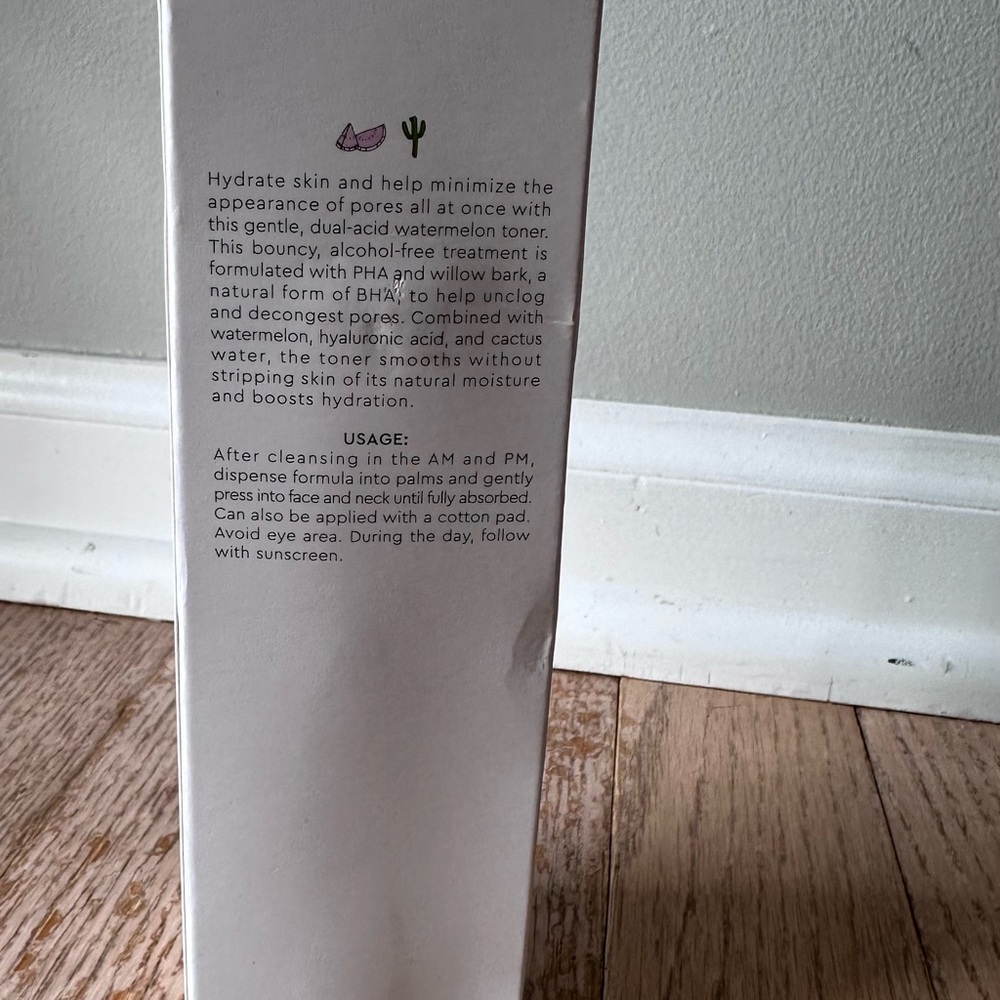 Hydrate skin and help minimize the
appearance of pores all at once with
this gentle, dual-acid watermelon toner.
This bouncy, alcohol-free treatment is
formulated with PHA and willow bark, a
natural form of BHA, to help unclog
and decongest pores. Combined with
watermelon, hyaluronic acid, and cactus
water, the toner smooths without
stripping skin of its natural moisture
and boosts hydration.
USAGE:
After cleansing in the AM and PM,
dispense formula into palms and gently
press into face and neck until fully absorbed.
Can also be applied with a cotton pad.
Avoid eye area. During the day, follow
with sunscreen.